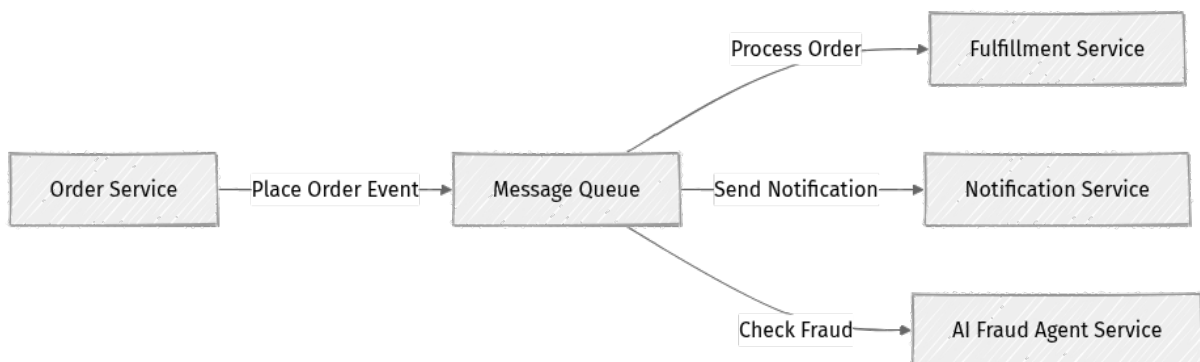 Process Order
Fulfillment Service
Order Service
Place Order Event
Message Queue
Send Notification
Notification Service
Check Fraud
AI Fraud Agent Service